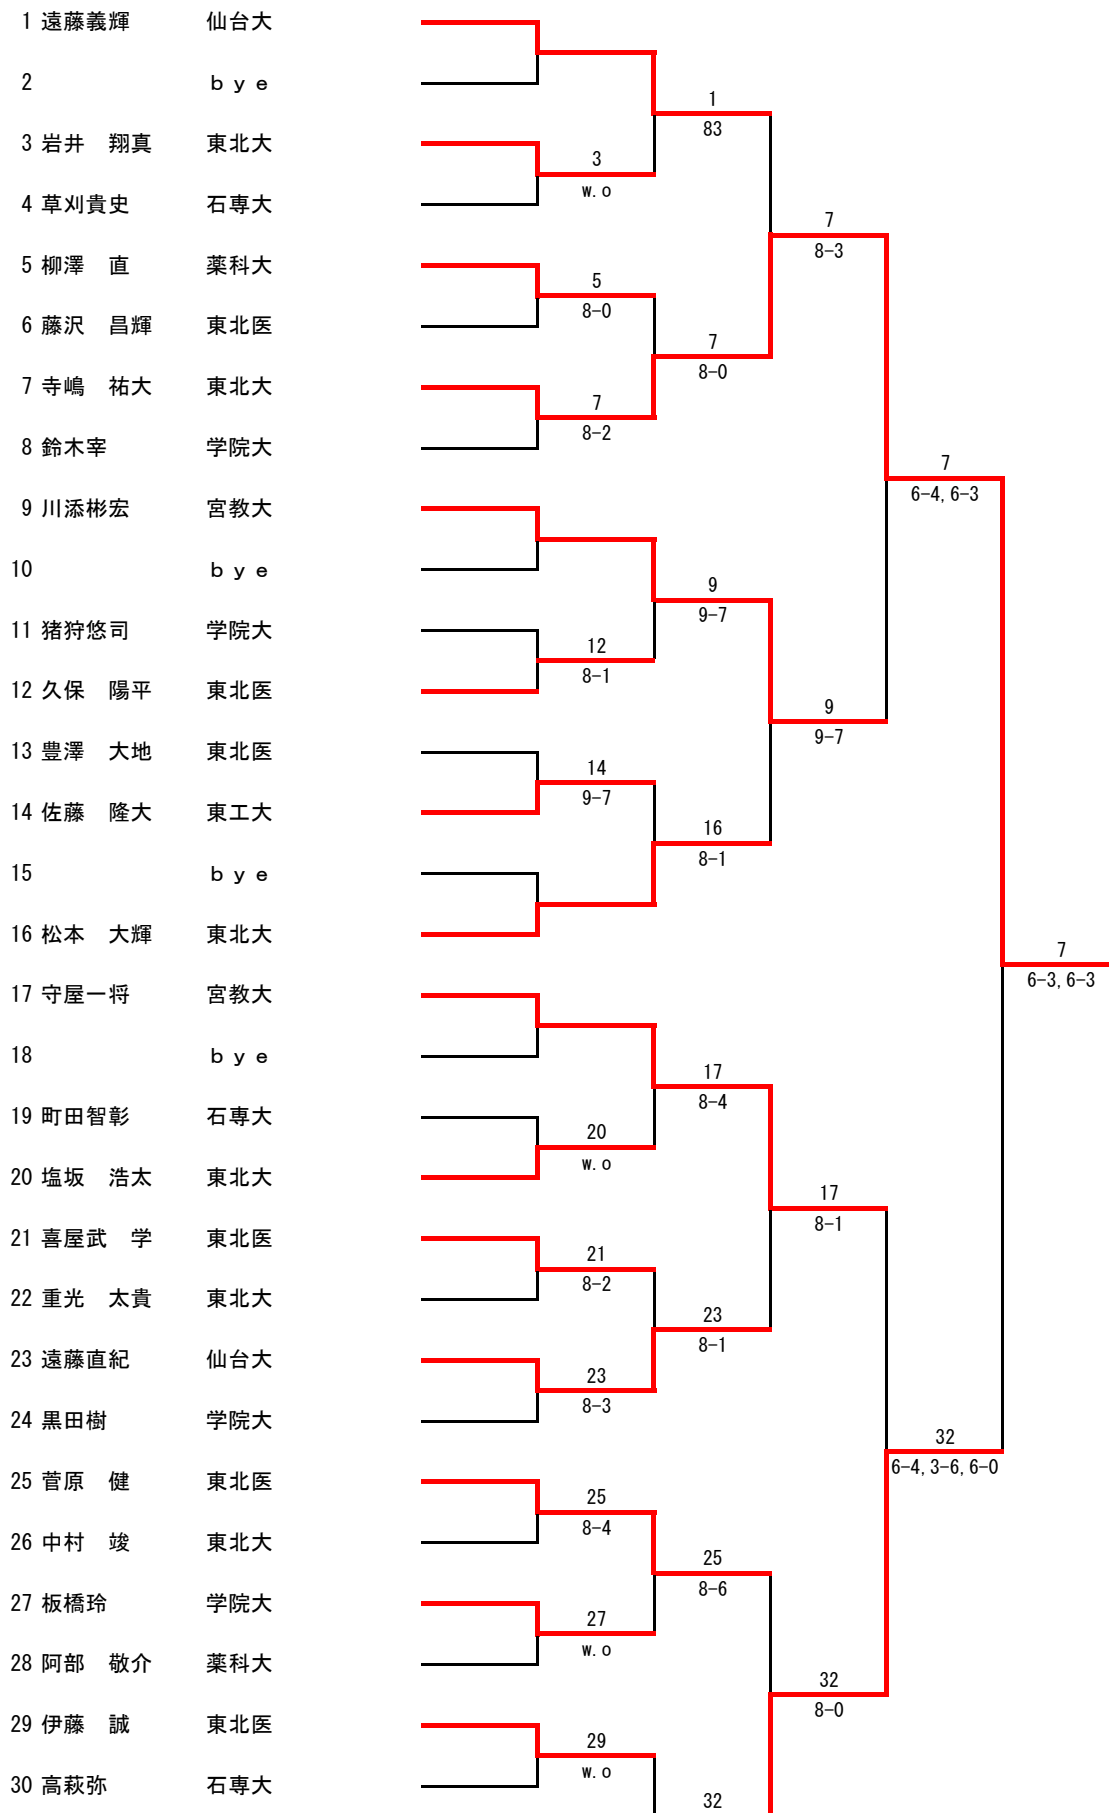 1 遠藤義輝 仙台大
2 ｂｙｅ
1
83
3 岩井　翔真 東北大
3
w.o
4 草刈貴史 石専大
7
8-3
5 柳澤　直 薬科大
5
8-0
6 藤沢　昌輝 東北医
7
8-0
7 寺嶋　祐大 東北大
7
8-2
8 鈴木宰 学院大
7
6-4,6-3
9 川添彬宏 宮教大
10 ｂｙｅ
9
9-7
11 猪狩悠司 学院大
12
8-1
12 久保　陽平 東北医
9
9-7
13 豊澤　大地 東北医
14
9-7
14 佐藤　隆大 東工大
16
8-1
15 ｂｙｅ
16 松本　大輝 東北大
7
6-3,6-3
17 守屋一将 宮教大
18 ｂｙｅ
17
8-4
19 町田智彰 石専大
20
w.o
20 塩坂　浩太 東北大
17
8-1
21 喜屋武　学 東北医
21
8-2
22 重光　太貴 東北大
23
8-1
23 遠藤直紀 仙台大
23
8-3
24 黒田樹 学院大
32
6-4,3-6,6-0
25 菅原　健 東北医
25
8-4
26 中村　竣 東北大
25
8-6
27 板橋玲 学院大
27
w.o
28 阿部　敬介 薬科大
32
8-0
29 伊藤　誠 東北医
29
w.o
30 高萩弥 石専大
32